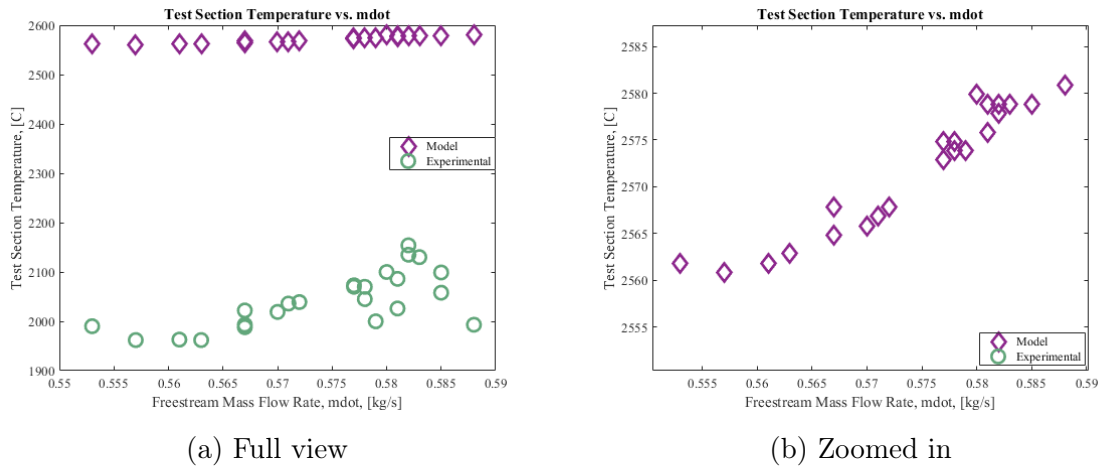 Test Section Temperature vs. mdot
2600
2500
2400
2300
2200
2100
2000
1900
Test Section Temperature, [C]
Model
Experimental
0.55 0.555 0.56 0.565 0.57 0.575 0.58 0.585 0.59
Freestream Mass Flow Rate, mdot, [kg/s]
(a) Full view
Test Section Temperature vs. mdot
2585
2580
2575
2570
2565
2560
2555
Test Section Temperature, [C]
Model
Experimental
0.555 0.56 0.565 0.57 0.575 0.58 0.585 0.59
Freestream Mass Flow Rate, mdot, [kg/s]
(b) Zoomed in